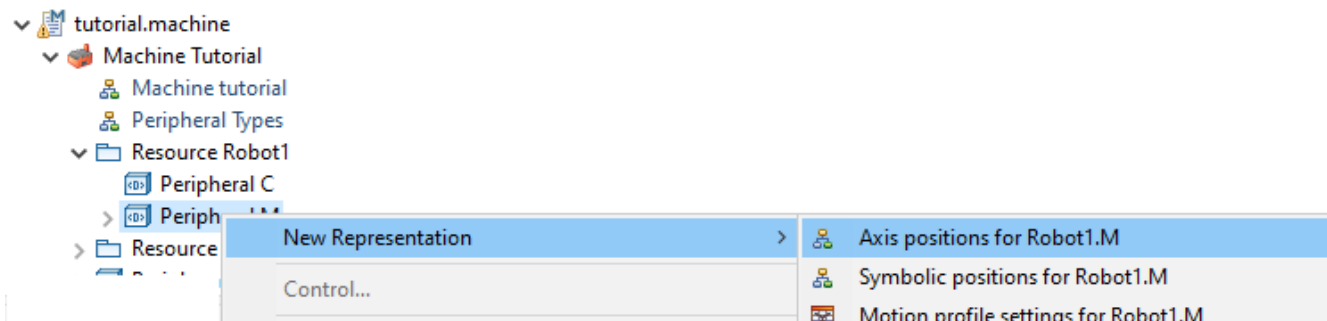 tutorial.machine
Machine Tutorial
Machine tutorial
Peripheral Types
Resource Robot1
Peripheral C
New Representation
Axis positions for Robot1.M
Resource
Control...
Symbolic positions for Robot1.M
Motion profile settings for Robot1.M